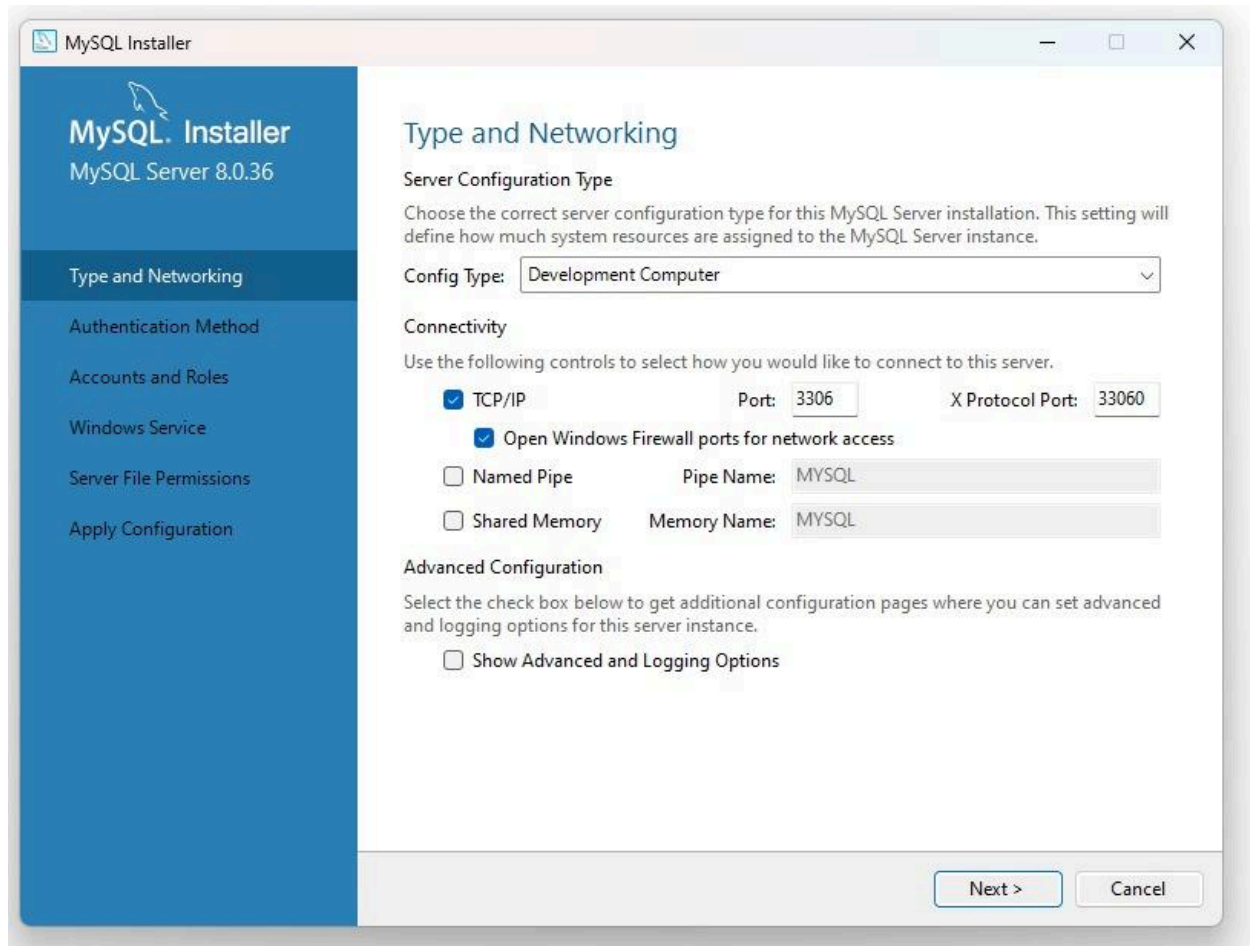 MySQL Installer
MySQL. Installer
MySQL Server 8.0.36
Type and Networking
Authentication Method
Accounts and Roles
Windows Service
Server File Permissions
Apply Configuration
Type and Networking
Server Configuration Type
Choose the correct server configuration type for this MySQL Server installation. This setting will
define how much system resources are assigned to the MySQL Server instance.
Config Type: Development Computer
Connectivity
Use the following controls to select how you would like to connect to this server.
TCP/IP Port: 3306 X Protocol Port: 33060
Open Windows Firewall ports for network access
Named Pipe Pipe Name: MYSQL
Shared Memory Memory Name: MYSQL
Advanced Configuration
Select the check box below to get additional configuration pages where you can set advanced
and logging options for this server instance.
Show Advanced and Logging Options
Next > Cancel